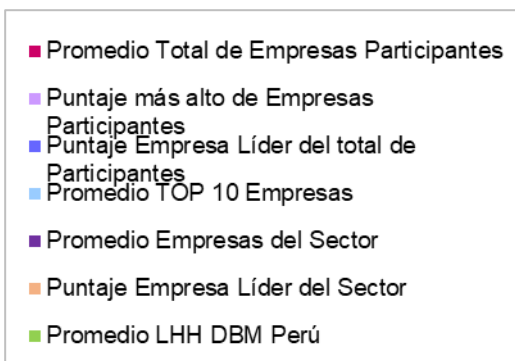 Promedio Total de Empresas Participantes
Puntaje más alto de Empresas
Participantes
Puntaje Empresa Líder del total de
Participantes
Promedio TOP 10 Empresas
Promedio Empresas del Sector
Puntaje Empresa Líder del Sector
Promedio LHH DBM Perú